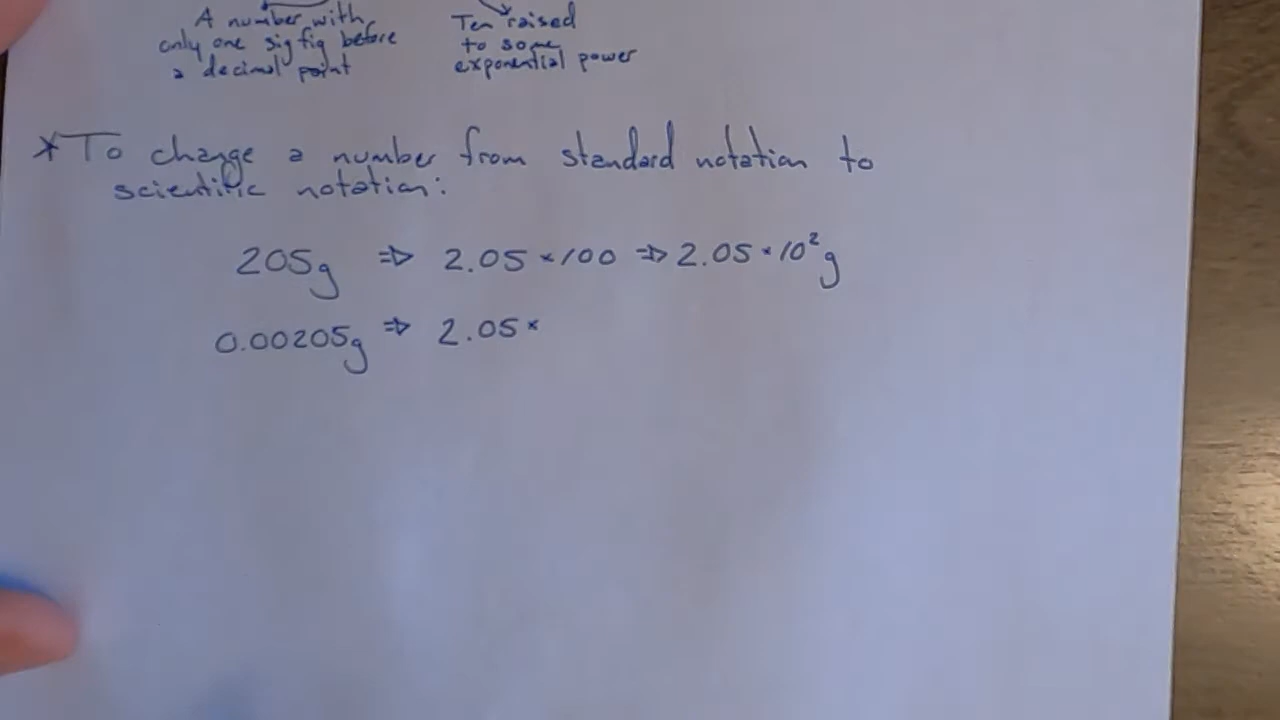 A number with
only one sig fig before
a decimal point
Ten raised
to some
exponential power
*To change a number from standard notation to
scientific notation:
205g ⇒ 2.05 × 100 ⇒ 2.05 × 10² g
0.00205g ⇒ 2.05 ×